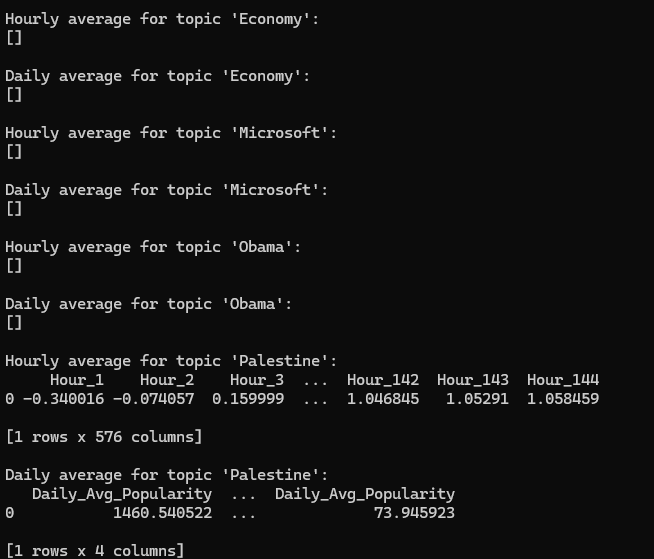 Hourly average for topic 'Economy':
[]
Daily average for topic 'Economy':
[]
Hourly average for topic 'Microsoft':
[]
Daily average for topic 'Microsoft':
[]
Hourly average for topic 'Obama':
[]
Daily average for topic 'Obama':
[]
Hourly average for topic 'Palestine':
     Hour_1    Hour_2    Hour_3  ...  Hour_142  Hour_143  Hour_144
0 -0.340016 -0.074057  0.159999  ...  1.046845   1.05291  1.058459
[1 rows x 576 columns]
Daily average for topic 'Palestine':
   Daily_Avg_Popularity  ...  Daily_Avg_Popularity
0           1460.540522  ...             73.945923
[1 rows x 4 columns]